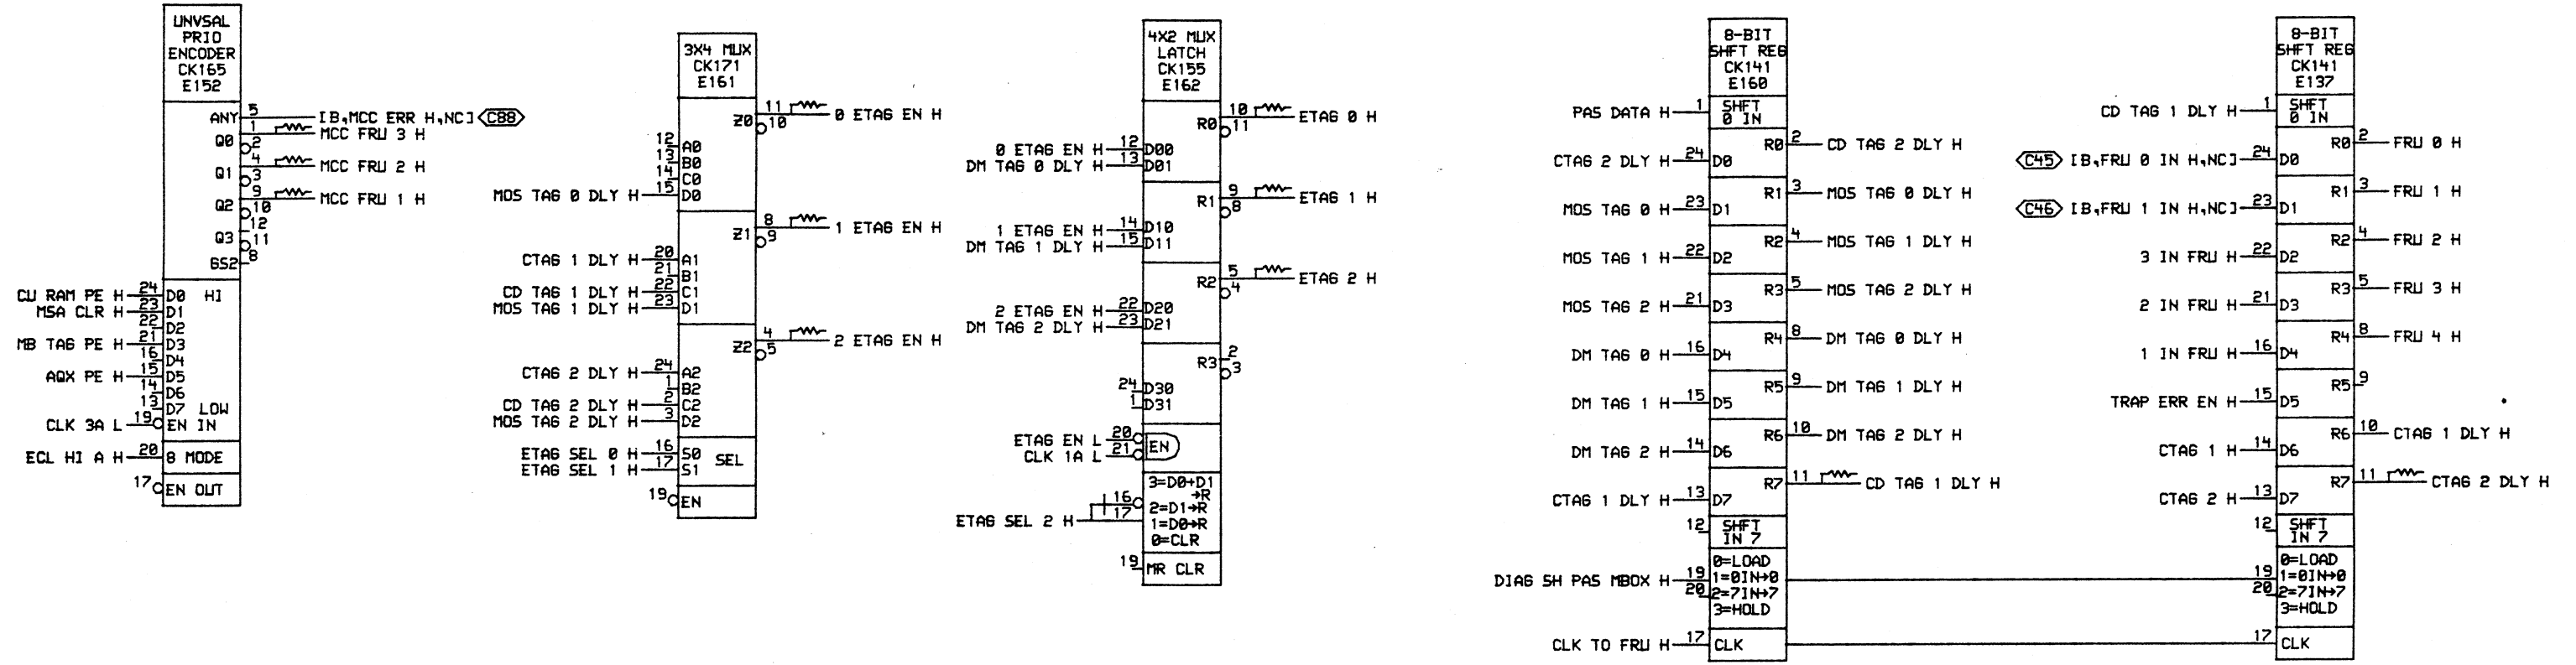 UNVSAL
PRIO
ENCODER
CK165
E152
ANY 5 IB,MCC ERR H,NC] C88
Q0 1 MCC FRU 3 H
2
Q1 4 MCC FRU 2 H
3
Q2 9 MCC FRU 1 H
10
Q3 12
11
GS2 8
CU RAM PE H 24 D0 HI
MSA CLR H 23 D1
22 D2
MB TAG PE H 21 D3
16 D4
AQX PE H 15 D5
14 D6
13 D7 LOW
CLK 3A L 19 EN IN
ECL HI A H 20 8 MODE
17 EN OUT
3X4 MUX
CK171
E161
Z0 11 0 ETAG EN H
10
12 A0
13 B0
14 C0
MOS TAG 0 DLY H 15 D0
Z1 8 1 ETAG EN H
9
CTAG 1 DLY H 20 A1
21 B1
CD TAG 1 DLY H 22 C1
MOS TAG 1 DLY H 23 D1
Z2 4 2 ETAG EN H
5
CTAG 2 DLY H 24 A2
1 B2
CD TAG 2 DLY H 2 C2
MOS TAG 2 DLY H 3 D2
ETAG SEL 0 H 16 S0 SEL
ETAG SEL 1 H 17 S1
19 EN
4X2 MUX
LATCH
CK155
E162
R0 10 ETAG 0 H
11
0 ETAG EN H 12 D00
DM TAG 0 DLY H 13 D01
R1 9 ETAG 1 H
8
1 ETAG EN H 14 D10
DM TAG 1 DLY H 15 D11
R2 5 ETAG 2 H
4
2 ETAG EN H 22 D20
DM TAG 2 DLY H 23 D21
R3 2
3
24 D30
1 D31
ETAG EN L 20 EN
CLK 1A L 21
3=D0+D1
→R
16 2=D1→R
ETAG SEL 2 H 17 1=D0→R
0=CLR
19 MR CLR
8-BIT
SHFT REG
CK141
E160
PAS DATA H 1 SHFT
0 IN
R0 2 CD TAG 2 DLY H
CTAG 2 DLY H 24 D0
R1 3 MOS TAG 0 DLY H
MOS TAG 0 H 23 D1
R2 4 MOS TAG 1 DLY H
MOS TAG 1 H 22 D2
R3 5 MOS TAG 2 DLY H
MOS TAG 2 H 21 D3
R4 8 DM TAG 0 DLY H
DM TAG 0 H 16 D4
R5 9 DM TAG 1 DLY H
DM TAG 1 H 15 D5
R6 10 DM TAG 2 DLY H
DM TAG 2 H 14 D6
R7 11 CD TAG 1 DLY H
CTAG 1 DLY H 13 D7
12 SHFT
IN 7
0=LOAD
DIAG SH PAS MBOX H 19 1=0IN→0
20 2=7IN→7
3=HOLD
CLK TO FRU H 17 CLK
8-BIT
SHFT REG
CK141
E137
CD TAG 1 DLY H 1 SHFT
0 IN
R0 2 FRU 0 H
C45 IB,FRU 0 IN H,NC] 24 D0
R1 3 FRU 1 H
C46 IB,FRU 1 IN H,NC] 23 D1
R2 4 FRU 2 H
3 IN FRU H 22 D2
R3 5 FRU 3 H
2 IN FRU H 21 D3
R4 8 FRU 4 H
1 IN FRU H 16 D4
R5 9
TRAP ERR EN H 15 D5
R6 10 CTAG 1 DLY H
CTAG 1 H 14 D6
R7 11 CTAG 2 DLY H
CTAG 2 H 13 D7
12 SHFT
IN 7
0=LOAD
19 1=0IN→0
20 2=7IN→7
3=HOLD
17 CLK